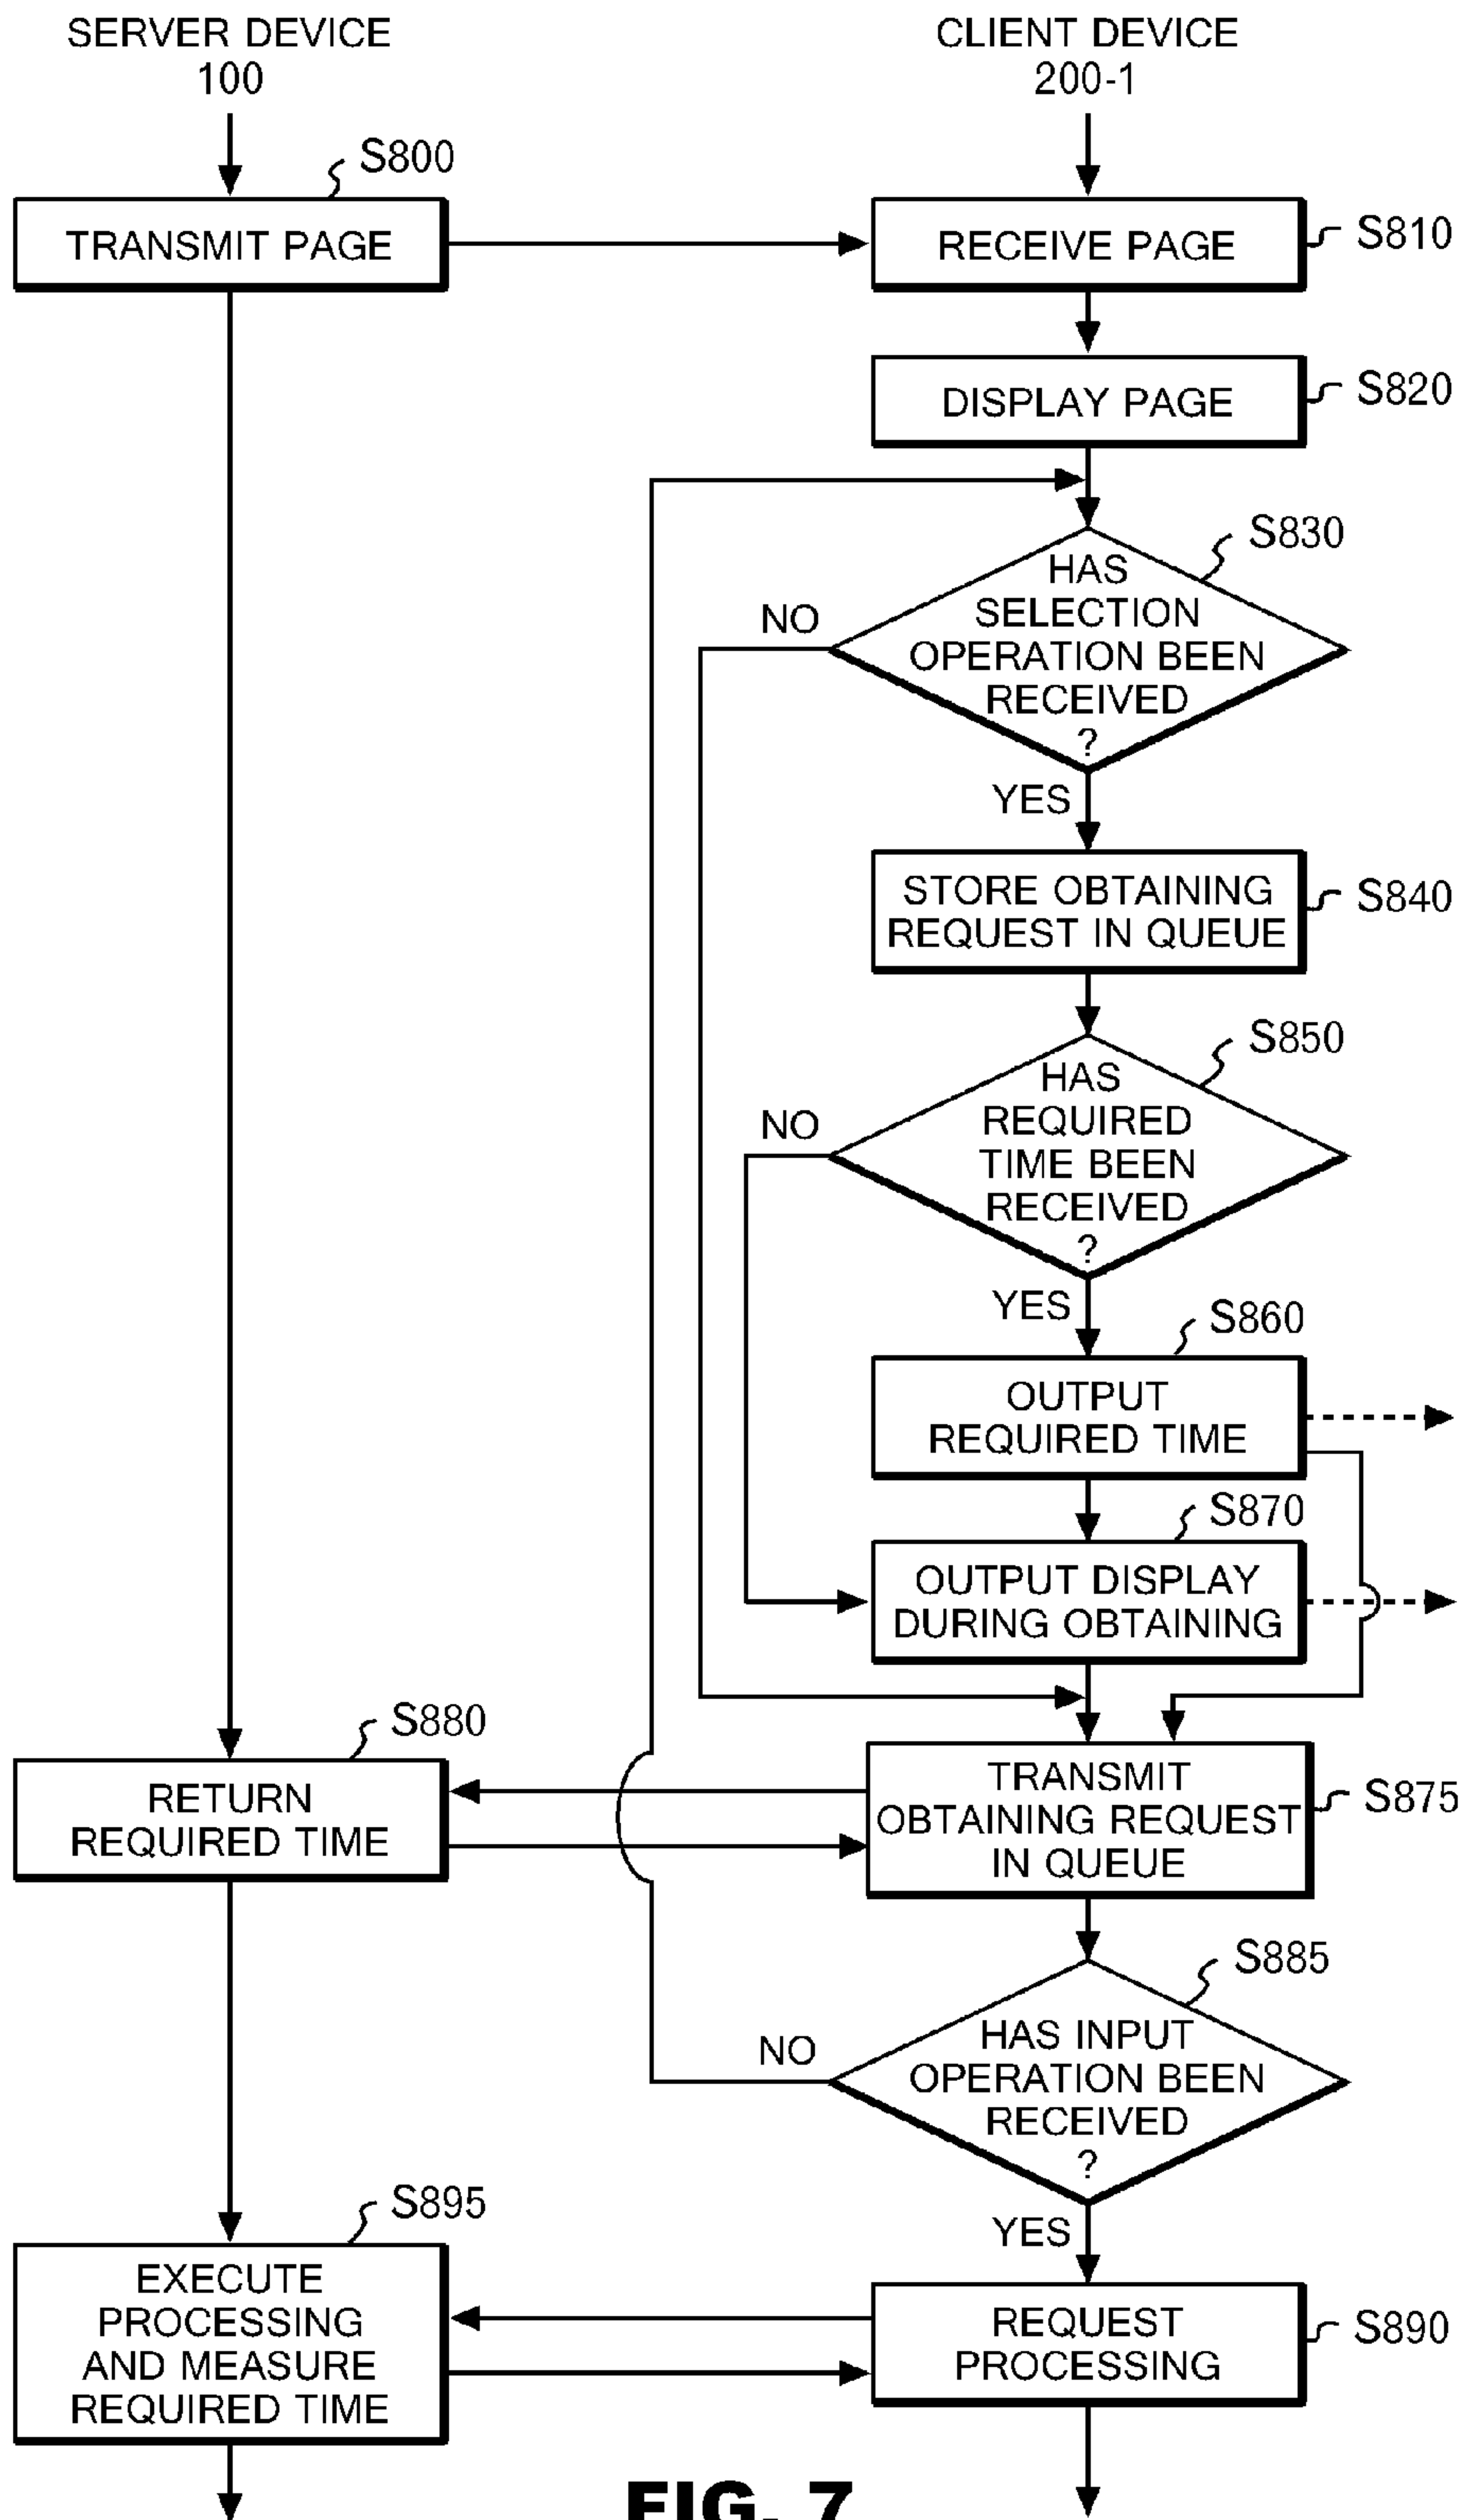 SERVER DEVICE
100
CLIENT DEVICE
200-1
S800
TRANSMIT PAGE
RECEIVE PAGE
S810
DISPLAY PAGE
S820
S830
HAS
SELECTION
OPERATION BEEN
RECEIVED
?
NO
YES
STORE OBTAINING
REQUEST IN QUEUE
S840
S850
HAS
REQUIRED
TIME BEEN
RECEIVED
?
NO
YES
S860
OUTPUT
REQUIRED TIME
S870
OUTPUT DISPLAY
DURING OBTAINING
S880
RETURN
REQUIRED TIME
TRANSMIT
OBTAINING REQUEST
IN QUEUE
S875
S885
HAS INPUT
OPERATION BEEN
RECEIVED
?
NO
YES
S895
EXECUTE
PROCESSING
AND MEASURE
REQUIRED TIME
REQUEST
PROCESSING
S890
FIG. 7